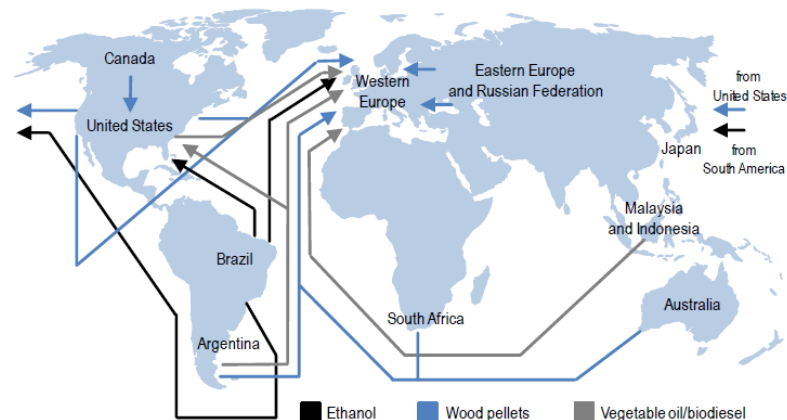 Canada
United States
Western
Europe
Eastern Europe
and Russian Federation
from
United States
Japan
from
South America
Malaysia
and Indonesia
Brazil
Australia
South Africa
Argentina
Ethanol
Wood pellets
Vegetable oil/biodiesel